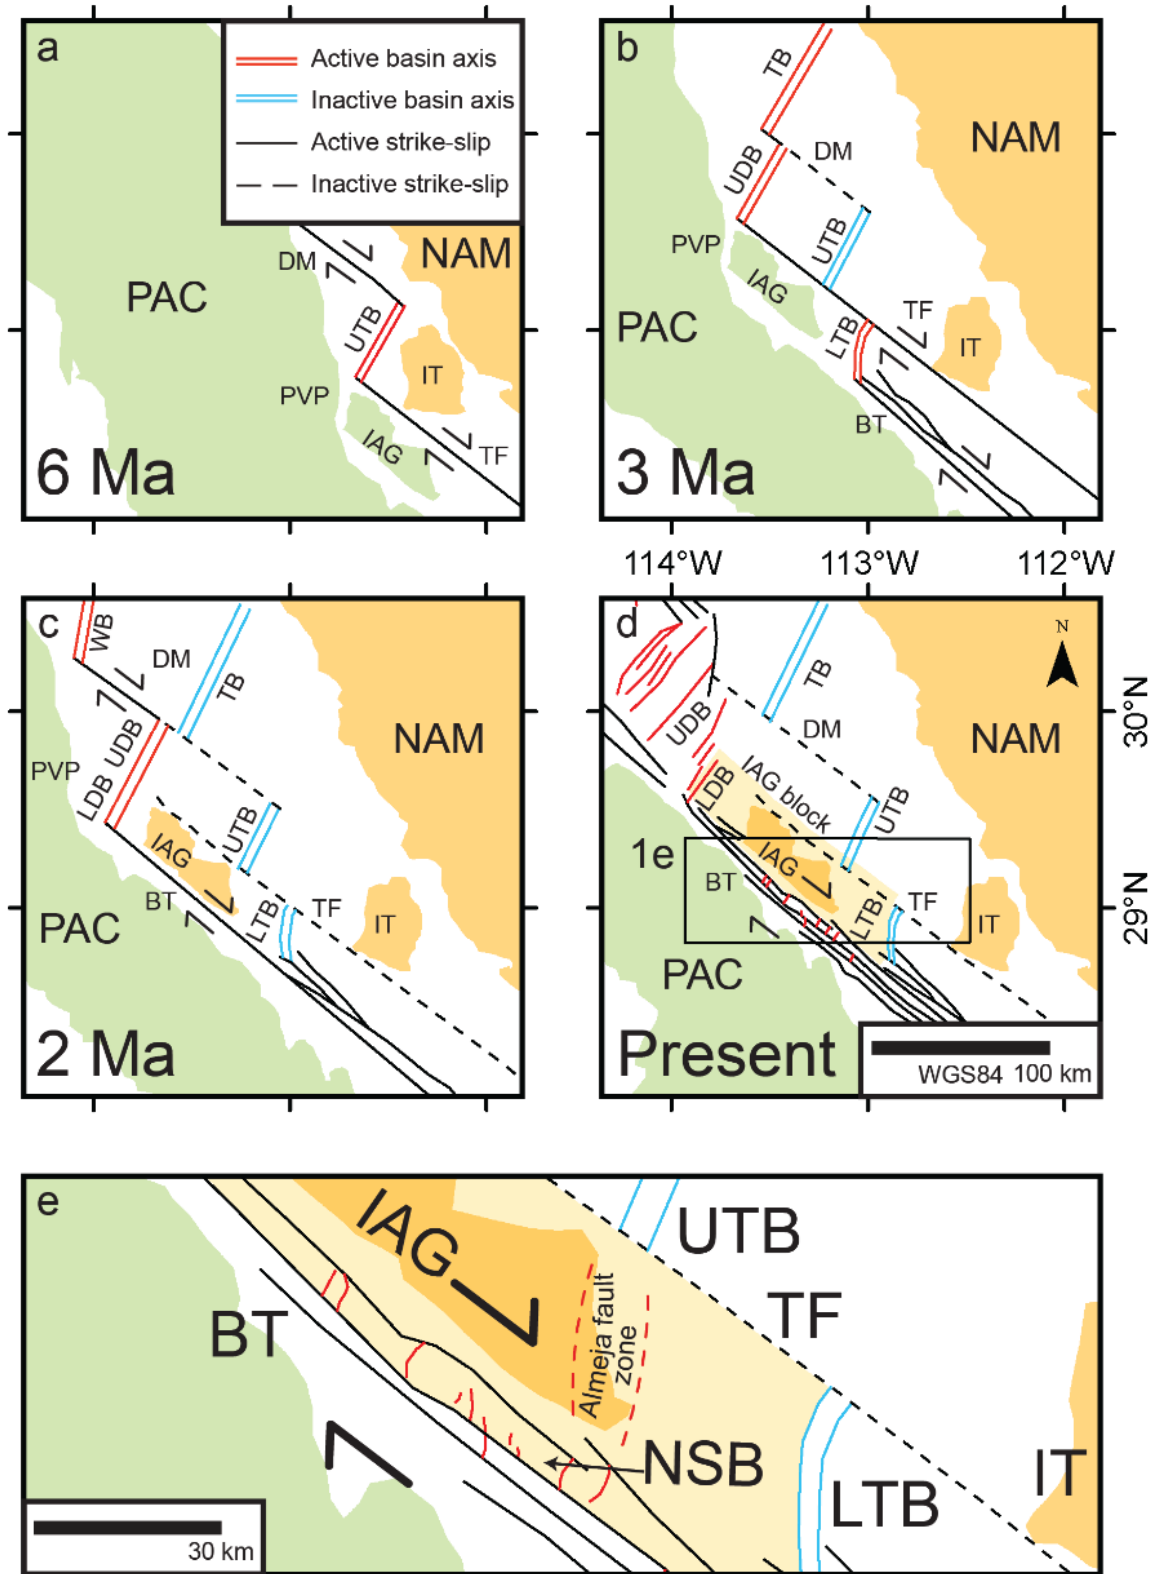 a
Active basin axis
Inactive basin axis
Active strike-slip
Inactive strike-slip
NAM
DM
PAC
UTB
IT
PVP
IAG
TF
6 Ma
b
TB
NAM
DM
UDB
UTB
PVP
IAG
TF
PAC
LTB
IT
BT
3 Ma
114°W
113°W
112°W
c
WB
DM
TB
UDB
NAM
PVP
LDB
UTB
IAG
BT
LTB
TF
IT
PAC
2 Ma
d
N
TB
30°N
UDB
DM
NAM
IAG block
LDB
UTB
1e
IAG
BT
LTB
TF
IT
29°N
PAC
Present
WGS84 100 km
e
IAG
UTB
TF
BT
Almeja fault
zone
NSB
IT
LTB
30 km